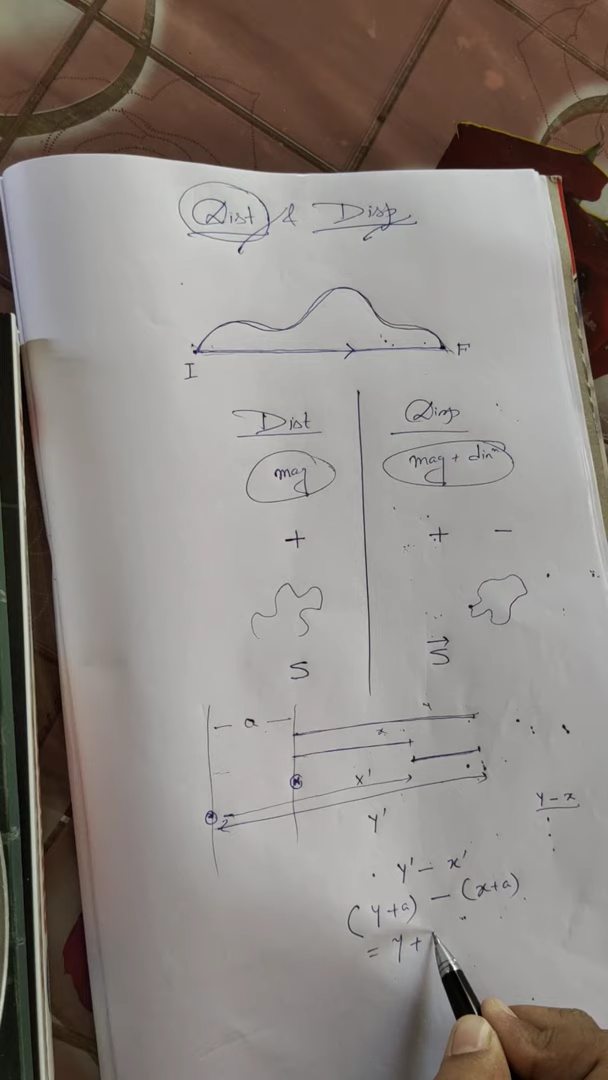 Dist & Disp
I F
Dist Disp
mag mag + dirⁿ
+ + -
S S⃗
a y
x
x'
y'
y - x
y' - x'
(y+a) - (x+a)
= y +